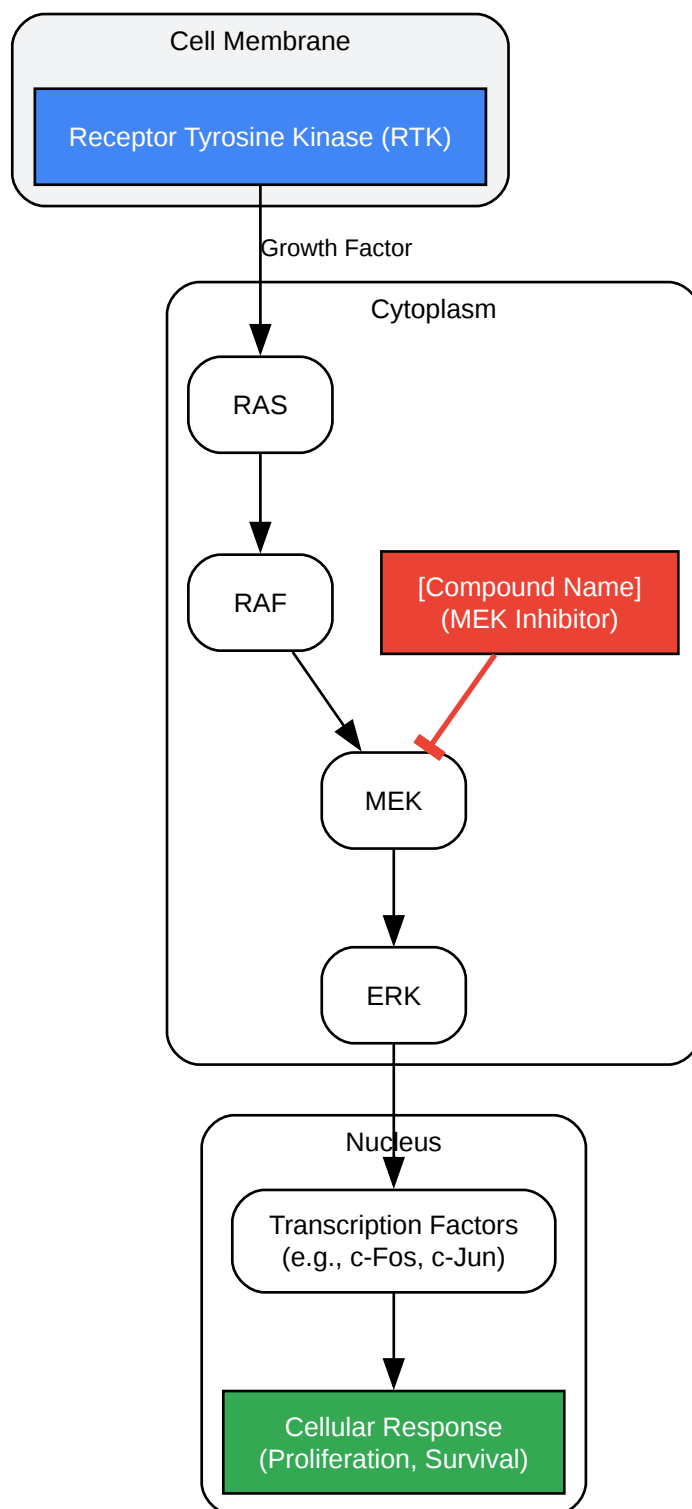 Cell Membrane
Receptor Tyrosine Kinase (RTK)
Growth Factor
Cytoplasm
RAS
RAF
[Compound Name]
(MEK Inhibitor)
MEK
ERK
Nucleus
Transcription Factors
(e.g., c-Fos, c-Jun)
Cellular Response
(Proliferation, Survival)